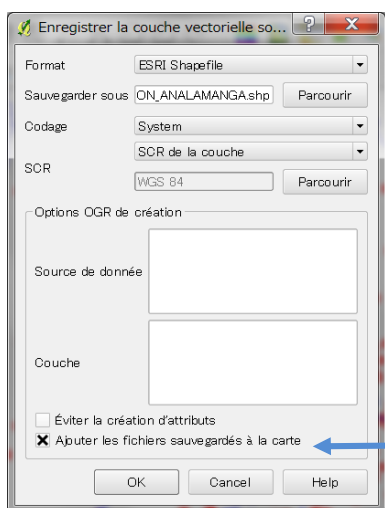 Enregistrer la couche vectorielle so...
Format ESRI Shapefile
Sauvegarder sous ON_ANALAMANGA.shp Parcourir
Codage System
SCR de la couche
SCR
WGS 84 Parcourir
Options OGR de création
Source de donnée
Couche
Éviter la création d'attributs
Ajouter les fichiers sauvegardés à la carte
OK Cancel Help